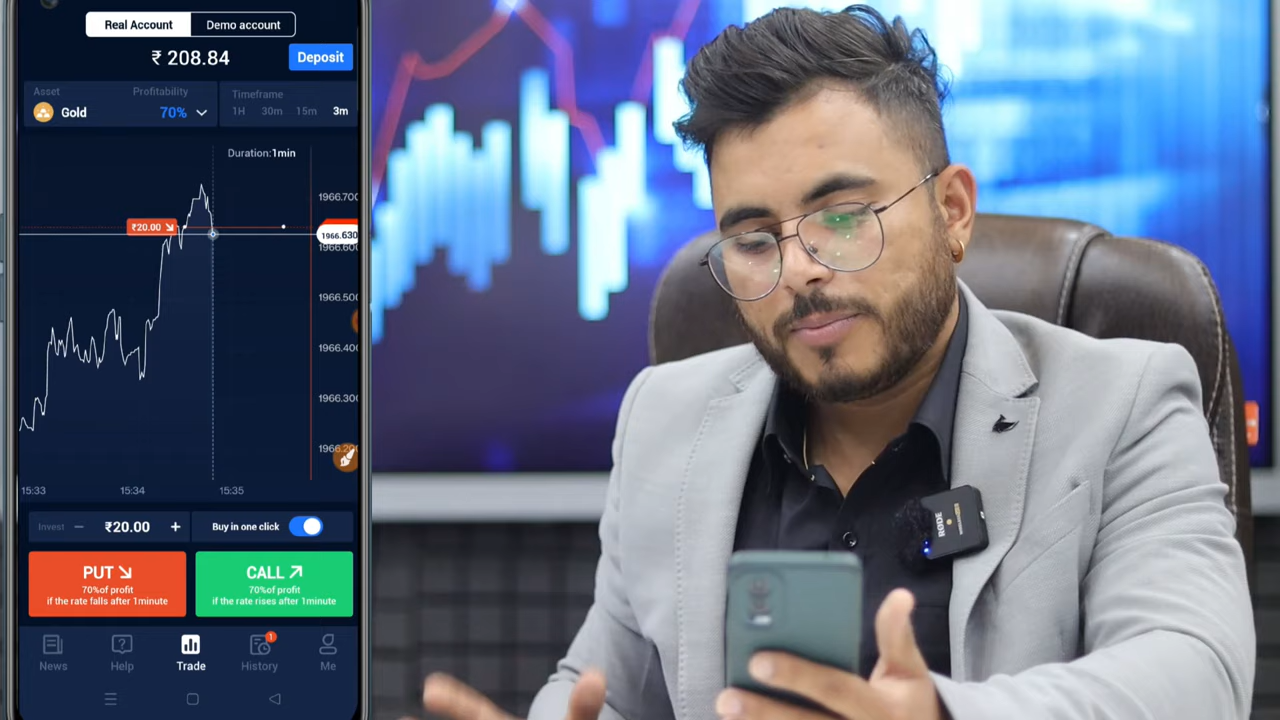 Real Account Demo account
₹ 208.84 Deposit
Asset Profitability Timeframe
Gold 70% 1H 30m 15m 3m
Duration:1min
1966.700
₹20.00
1966.630
1966.600
1966.500
1966.400
1966.300
1966.200
15:33 15:34 15:35
Invest − ₹20.00 + Buy in one click
PUT CALL
70%of profit 70%of profit
if the rate falls after 1minute if the rate rises after 1minute
1
News Help Trade History Me
RODE